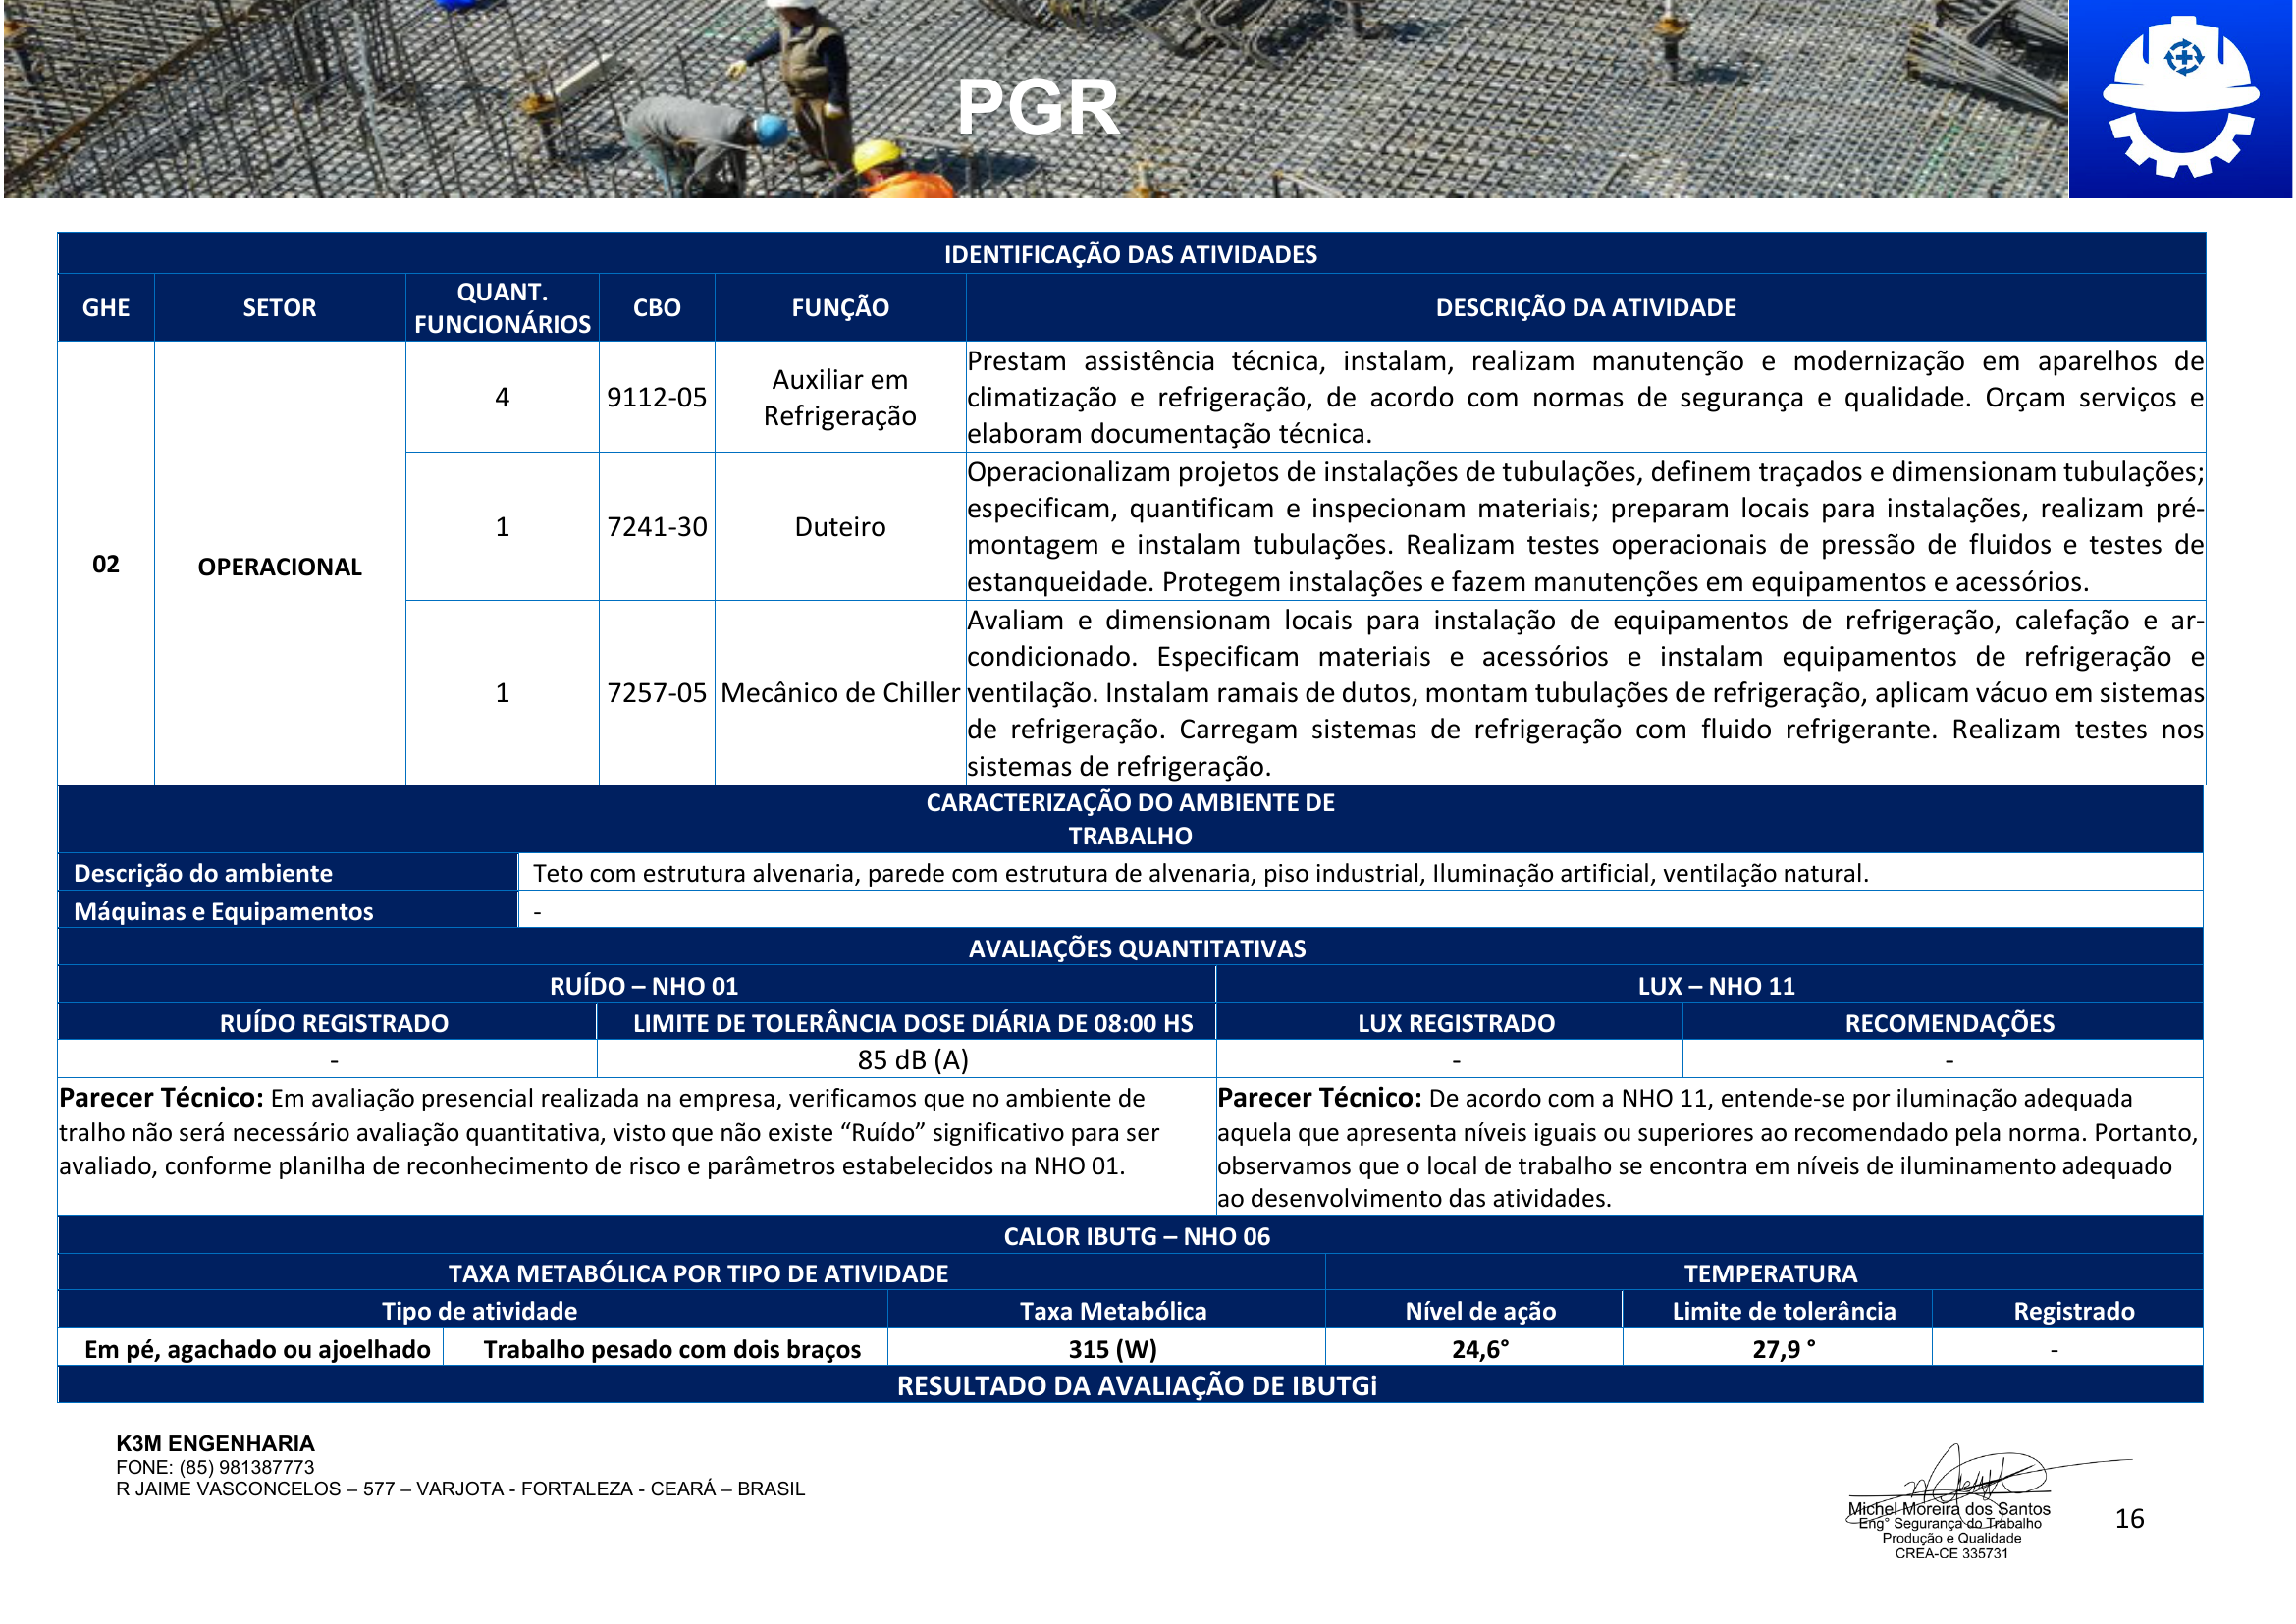 PGR
IDENTIFICAÇÃO DAS ATIVIDADES
GHE SETOR QUANT. FUNCIONÁRIOS CBO FUNÇÃO DESCRIÇÃO DA ATIVIDADE
02 OPERACIONAL
4 9112-05 Auxiliar em Refrigeração
Prestam assistência técnica, instalam, realizam manutenção e modernização em aparelhos de
climatização e refrigeração, de acordo com normas de segurança e qualidade. Orçam serviços e
elaboram documentação técnica.
1 7241-30 Duteiro
Operacionalizam projetos de instalações de tubulações, definem traçados e dimensionam tubulações;
especificam, quantificam e inspecionam materiais; preparam locais para instalações, realizam pré-
montagem e instalam tubulações. Realizam testes operacionais de pressão de fluidos e testes de
estanqueidade. Protegem instalações e fazem manutenções em equipamentos e acessórios.
1 7257-05 Mecânico de Chiller
Avaliam e dimensionam locais para instalação de equipamentos de refrigeração, calefação e ar-
condicionado. Especificam materiais e acessórios e instalam equipamentos de refrigeração e
ventilação. Instalam ramais de dutos, montam tubulações de refrigeração, aplicam vácuo em sistemas
de refrigeração. Carregam sistemas de refrigeração com fluido refrigerante. Realizam testes nos
sistemas de refrigeração.
CARACTERIZAÇÃO DO AMBIENTE DE
TRABALHO
Descrição do ambiente Teto com estrutura alvenaria, parede com estrutura de alvenaria, piso industrial, Iluminação artificial, ventilação natural.
Máquinas e Equipamentos -
AVALIAÇÕES QUANTITATIVAS
RUÍDO – NHO 01 LUX – NHO 11
RUÍDO REGISTRADO LIMITE DE TOLERÂNCIA DOSE DIÁRIA DE 08:00 HS LUX REGISTRADO RECOMENDAÇÕES
- 85 dB (A) - -
Parecer Técnico: Em avaliação presencial realizada na empresa, verificamos que no ambiente de
tralho não será necessário avaliação quantitativa, visto que não existe “Ruído” significativo para ser
avaliado, conforme planilha de reconhecimento de risco e parâmetros estabelecidos na NHO 01.
Parecer Técnico: De acordo com a NHO 11, entende-se por iluminação adequada
aquela que apresenta níveis iguais ou superiores ao recomendado pela norma. Portanto,
observamos que o local de trabalho se encontra em níveis de iluminamento adequado
ao desenvolvimento das atividades.
CALOR IBUTG – NHO 06
TAXA METABÓLICA POR TIPO DE ATIVIDADE TEMPERATURA
Tipo de atividade Taxa Metabólica Nível de ação Limite de tolerância Registrado
Em pé, agachado ou ajoelhado Trabalho pesado com dois braços 315 (W) 24,6° 27,9 ° -
RESULTADO DA AVALIAÇÃO DE IBUTGi
K3M ENGENHARIA
FONE: (85) 981387773
R JAIME VASCONCELOS – 577 – VARJOTA - FORTALEZA - CEARÁ – BRASIL
Michel Moreira dos Santos
Eng° Segurança do Trabalho
Produção e Qualidade
CREA-CE 335731
16